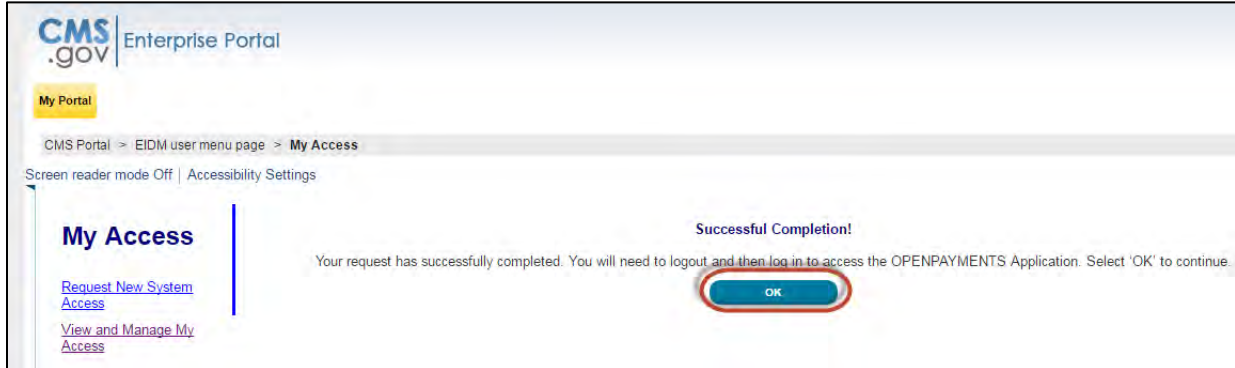 CMS
.gov
Enterprise Portal
My Portal
CMS Portal > EIDM user menu page > My Access
Screen reader mode Off | Accessibility Settings
My Access
Request New System
Access
View and Manage My
Access
Successful Completion!
Your request has successfully completed. You will need to logout and then log in to access the OPENPAYMENTS Application. Select 'OK' to continue.
OK